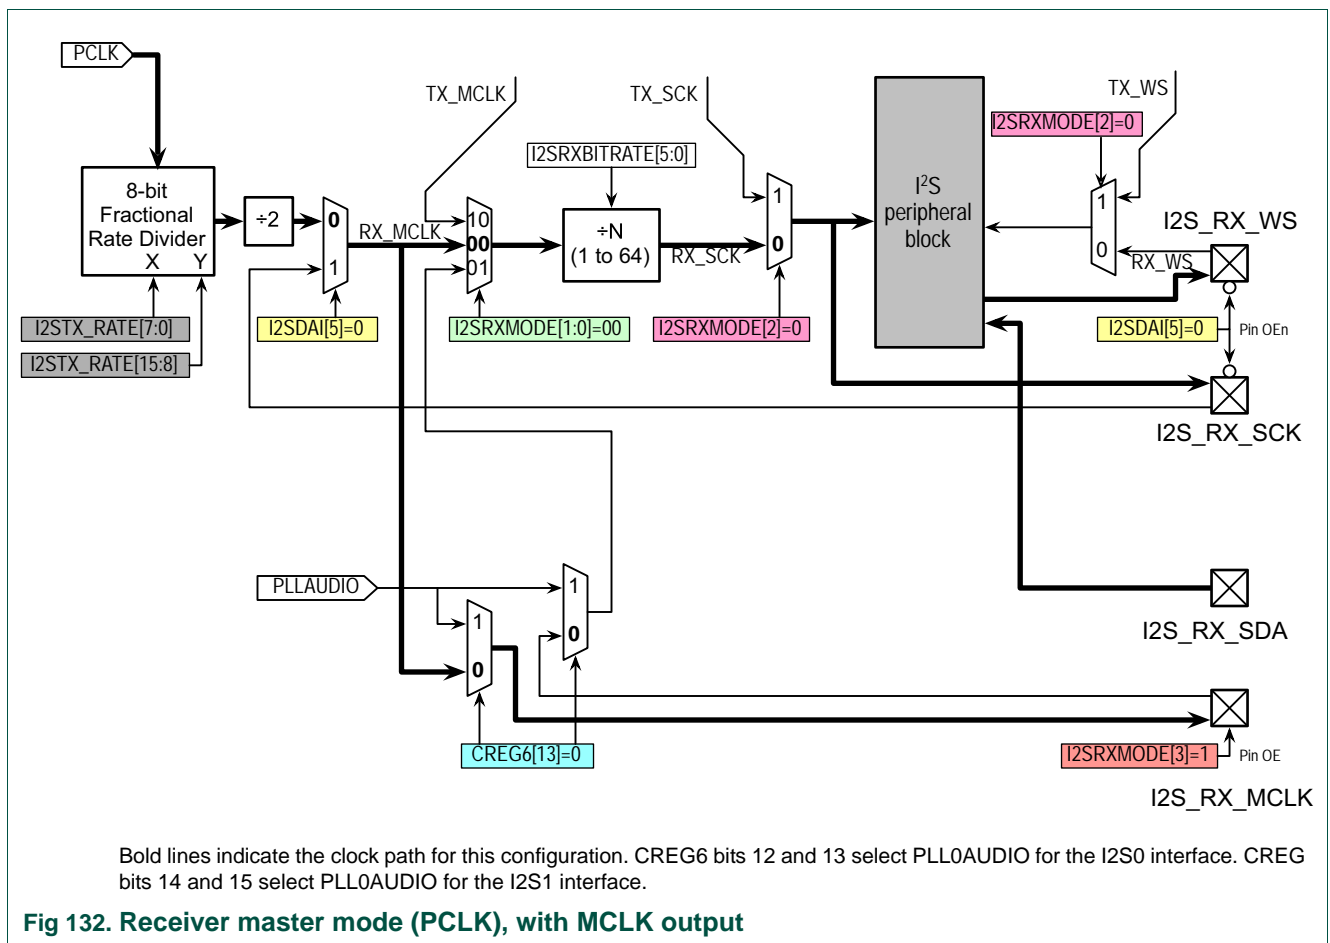 PCLK
TX_MCLK
TX_SCK
TX_WS
I2SRXMODE[2]=0
I2SRXBITRATE[5:0]
8-bit
Fractional
Rate Divider
X Y
÷2
0
1
RX_MCLK
10
00
01
÷N
(1 to 64)
RX_SCK
1
0
I²S
peripheral
block
1
0
RX_WS
I2S_RX_WS
I2STX_RATE[7:0]
I2STX_RATE[15:8]
I2SDAI[5]=0
I2SRXMODE[1:0]=00
I2SRXMODE[2]=0
I2SDAI[5]=0
Pin OEn
I2S_RX_SCK
PLLAUDIO
1
0
1
0
I2S_RX_SDA
CREG6[13]=0
I2SRXMODE[3]=1
Pin OE
I2S_RX_MCLK
Bold lines indicate the clock path for this configuration. CREG6 bits 12 and 13 select PLL0AUDIO for the I2S0 interface. CREG
bits 14 and 15 select PLL0AUDIO for the I2S1 interface.
Fig 132. Receiver master mode (PCLK), with MCLK output